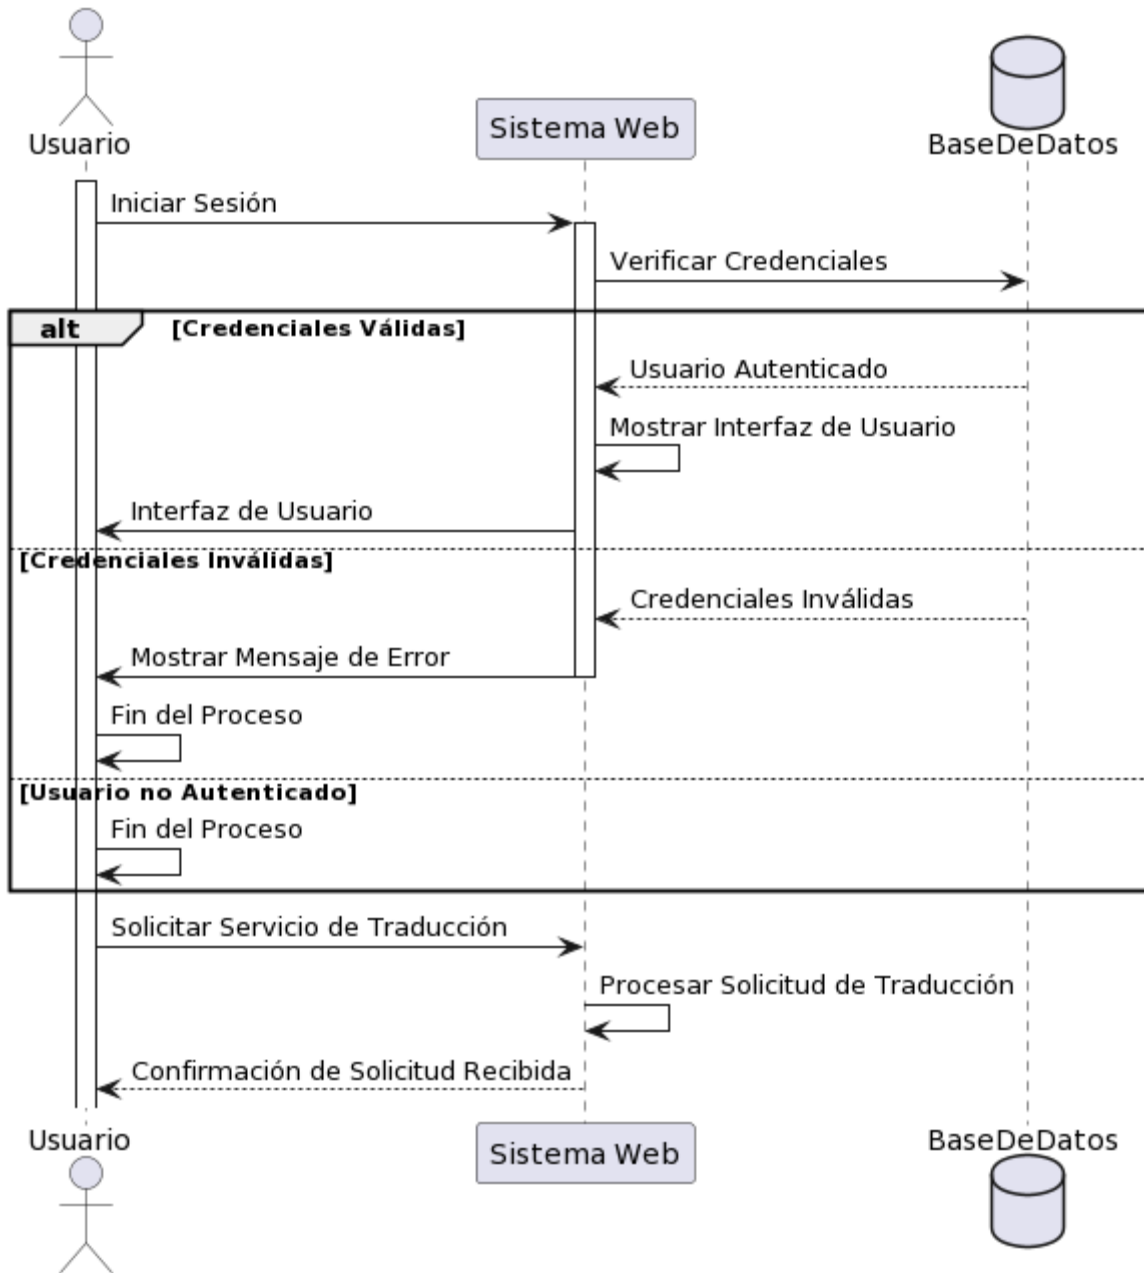 Usuario
Sistema Web
BaseDeDatos
Iniciar Sesión
Verificar Credenciales
alt
[Credenciales Válidas]
Usuario Autenticado
Mostrar Interfaz de Usuario
Interfaz de Usuario
[Credenciales Inválidas]
Credenciales Inválidas
Mostrar Mensaje de Error
Fin del Proceso
[Usuario no Autenticado]
Fin del Proceso
Solicitar Servicio de Traducción
Procesar Solicitud de Traducción
Confirmación de Solicitud Recibida
Usuario
Sistema Web
BaseDeDatos